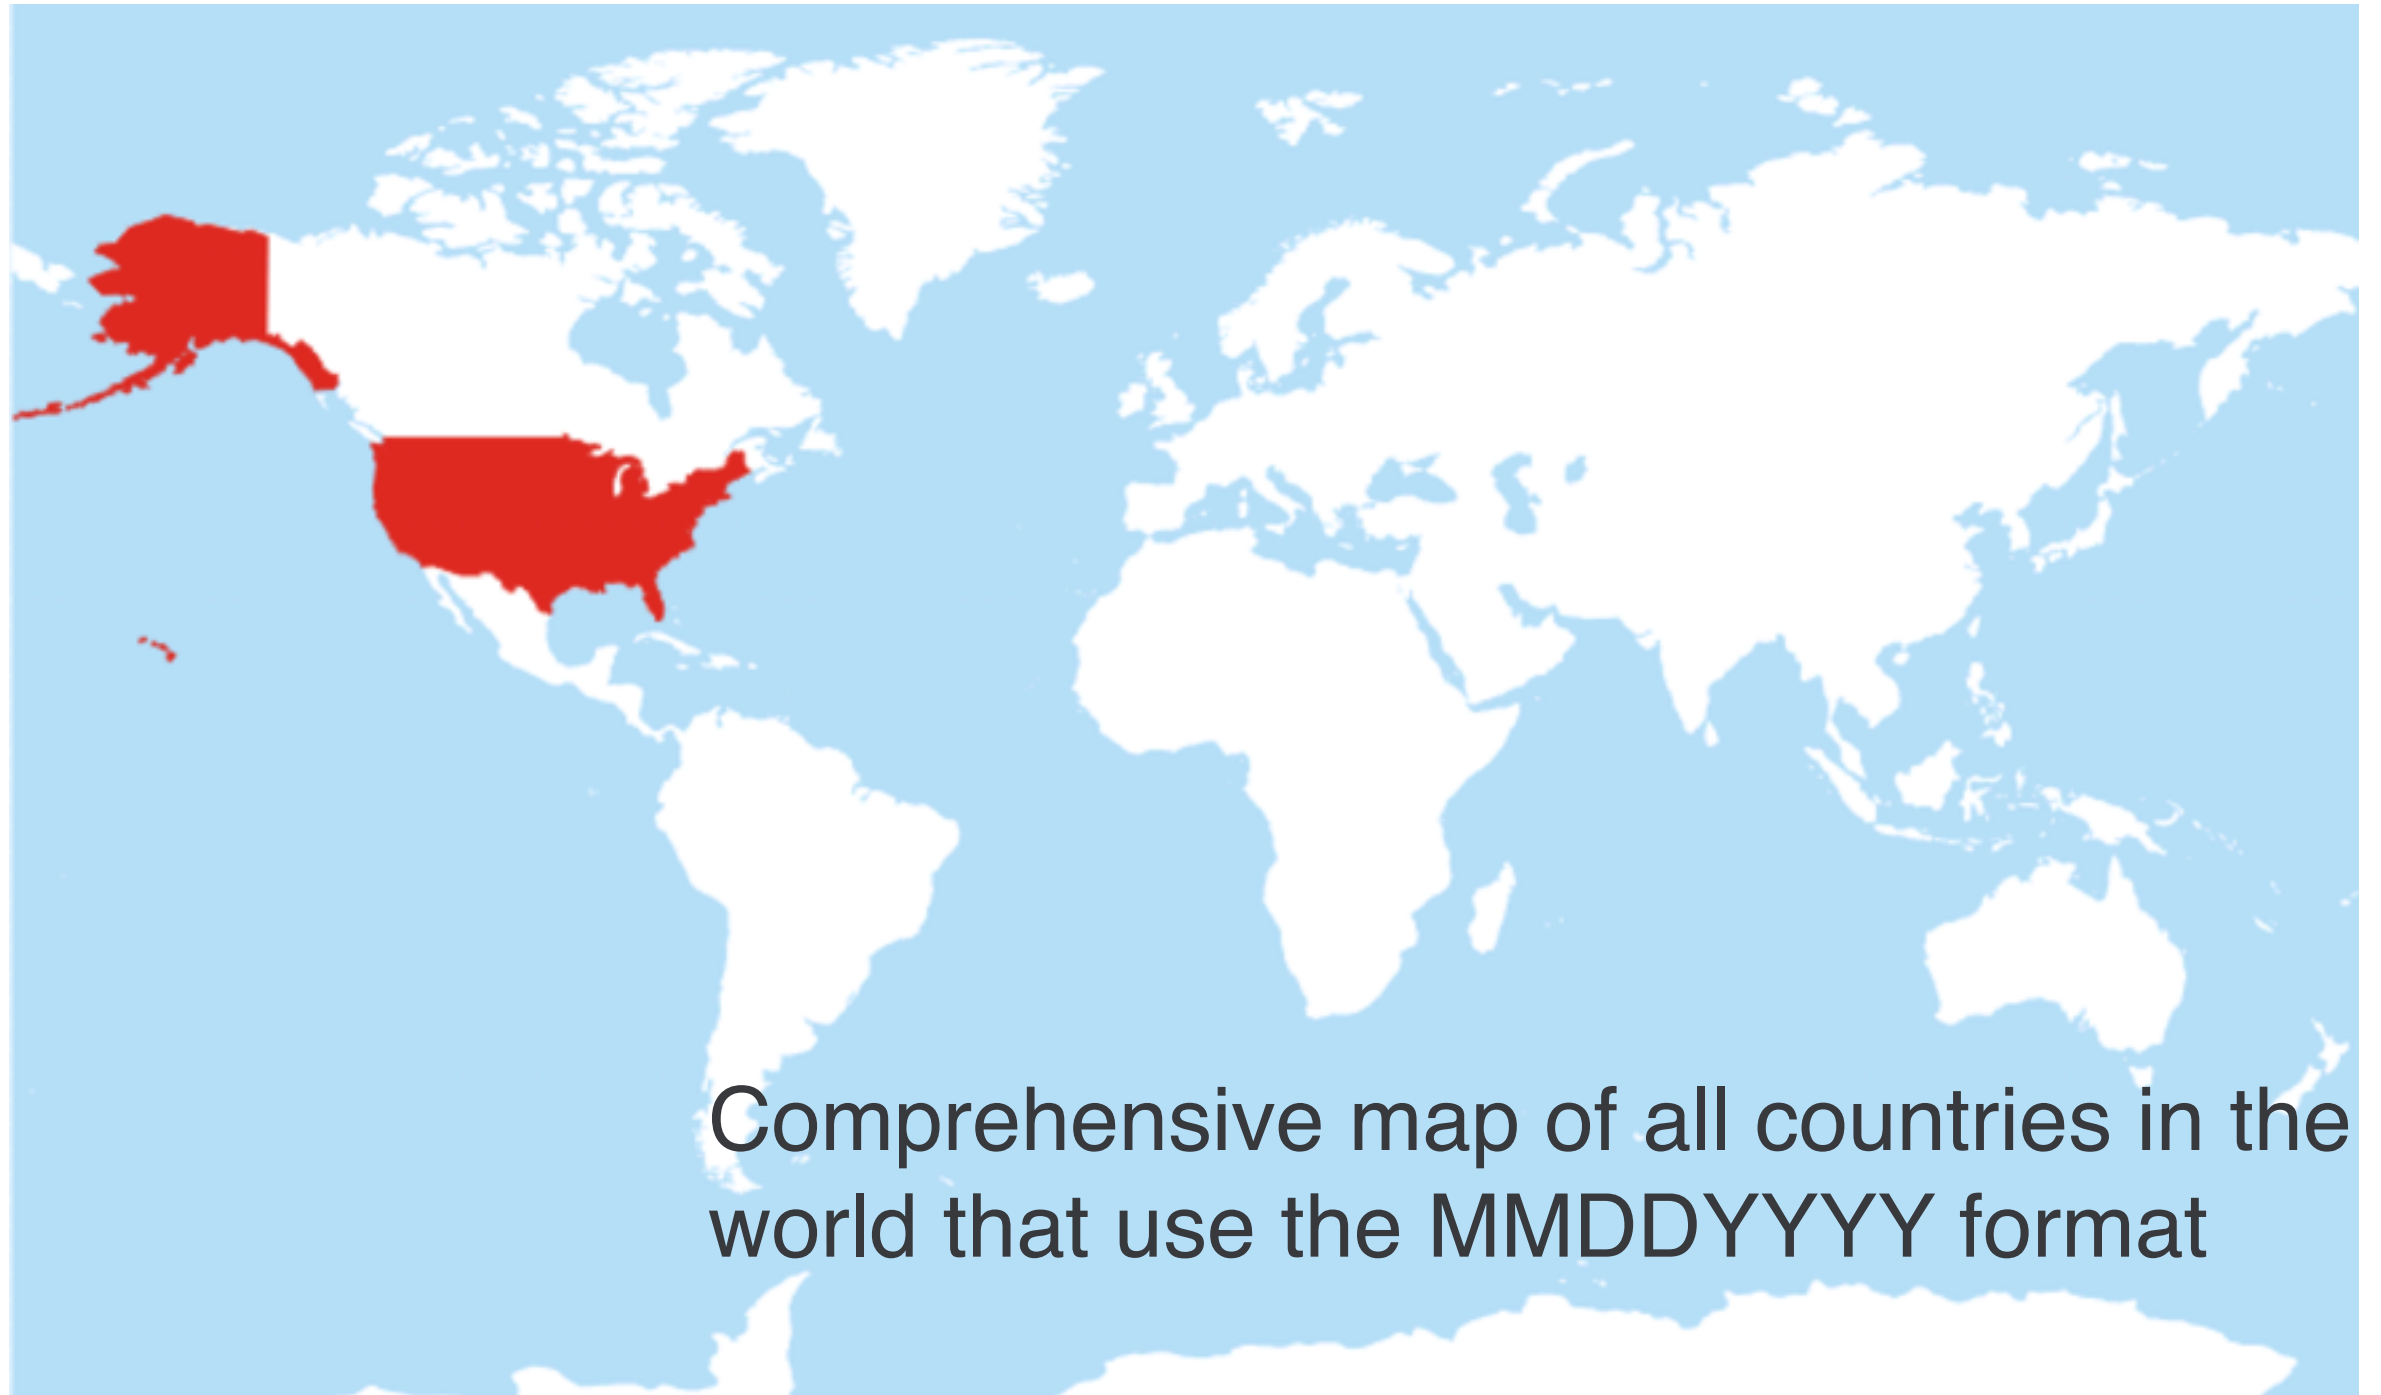 Comprehensive map of all countries in the
world that use the MMDDYYYY format